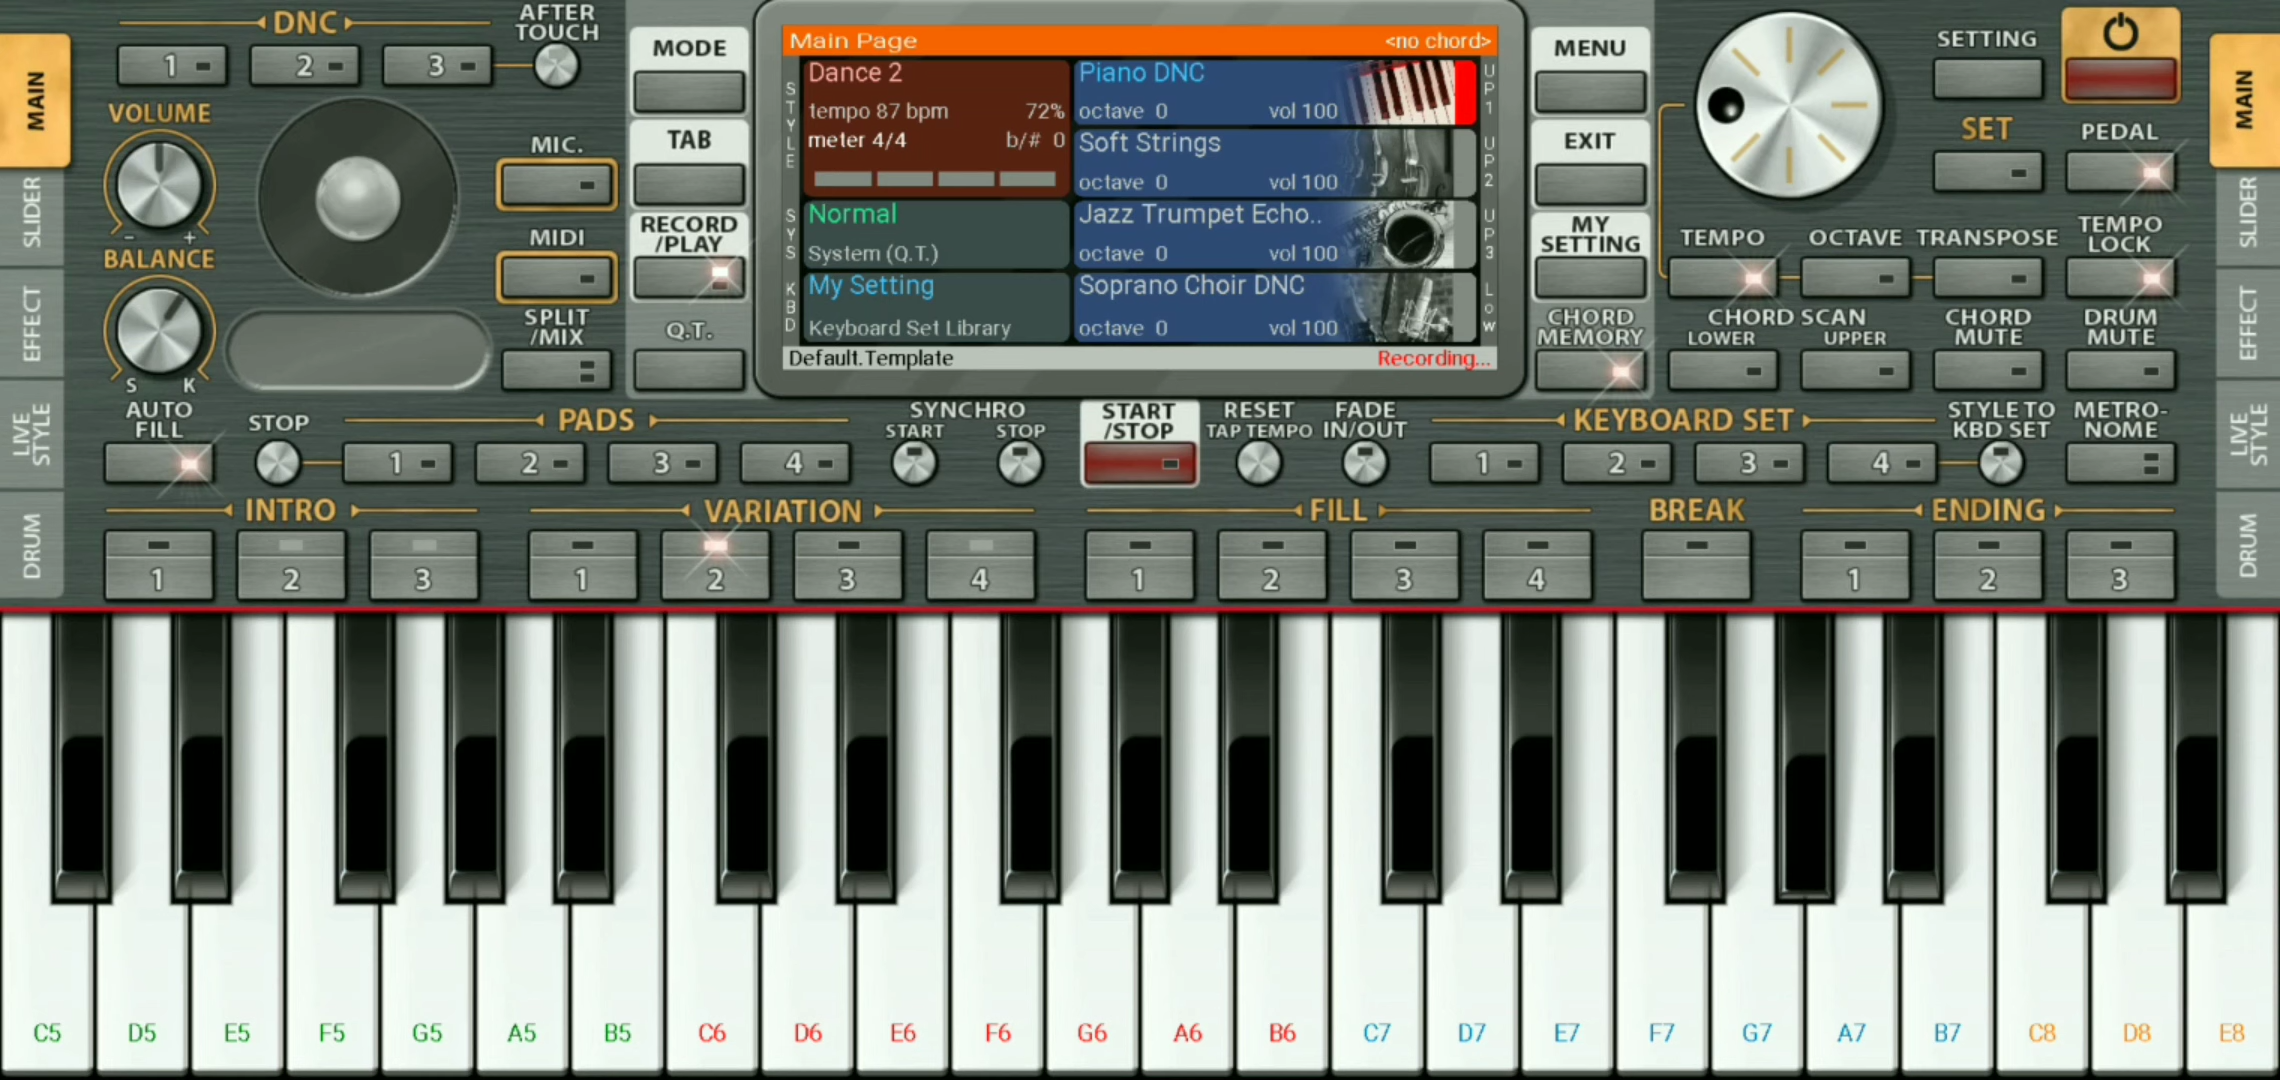 DNC
1
2
3
AFTER
TOUCH
VOLUME
- +
BALANCE
S K
MIC.
MIDI
SPLIT
/MIX
MODE
TAB
RECORD
/PLAY
Q.T.
Main Page <no chord>
STYLE
Dance 2
tempo 87 bpm 72%
meter 4/4 b/# 0
SYS
Normal
System (Q.T.)
KBD
My Setting
Keyboard Set Library
Piano DNC
octave 0 vol 100
UP1
Soft Strings
octave 0 vol 100
UP2
Jazz Trumpet Echo..
octave 0 vol 100
UP3
Soprano Choir DNC
octave 0 vol 100
Low
Default.Template Recording...
MENU
EXIT
MY
SETTING
CHORD
MEMORY
SETTING
SET
PEDAL
TEMPO
OCTAVE
TRANSPOSE
TEMPO
LOCK
CHORD SCAN
LOWER UPPER
CHORD
MUTE
DRUM
MUTE
MAIN
SLIDER
EFFECT
LIVE
STYLE
DRUM
MAIN
SLIDER
EFFECT
LIVE
STYLE
DRUM
AUTO
FILL
STOP
PADS
1
2
3
4
SYNCHRO
START STOP
START
/STOP
RESET
TAP TEMPO
FADE
IN/OUT
KEYBOARD SET
1
2
3
4
STYLE TO
KBD SET
METRO-
NOME
INTRO
1
2
3
VARIATION
1
2
3
4
FILL
1
2
3
4
BREAK
ENDING
1
2
3
C5 D5 E5 F5 G5 A5 B5 C6 D6 E6 F6 G6 A6 B6 C7 D7 E7 F7 G7 A7 B7 C8 D8 E8